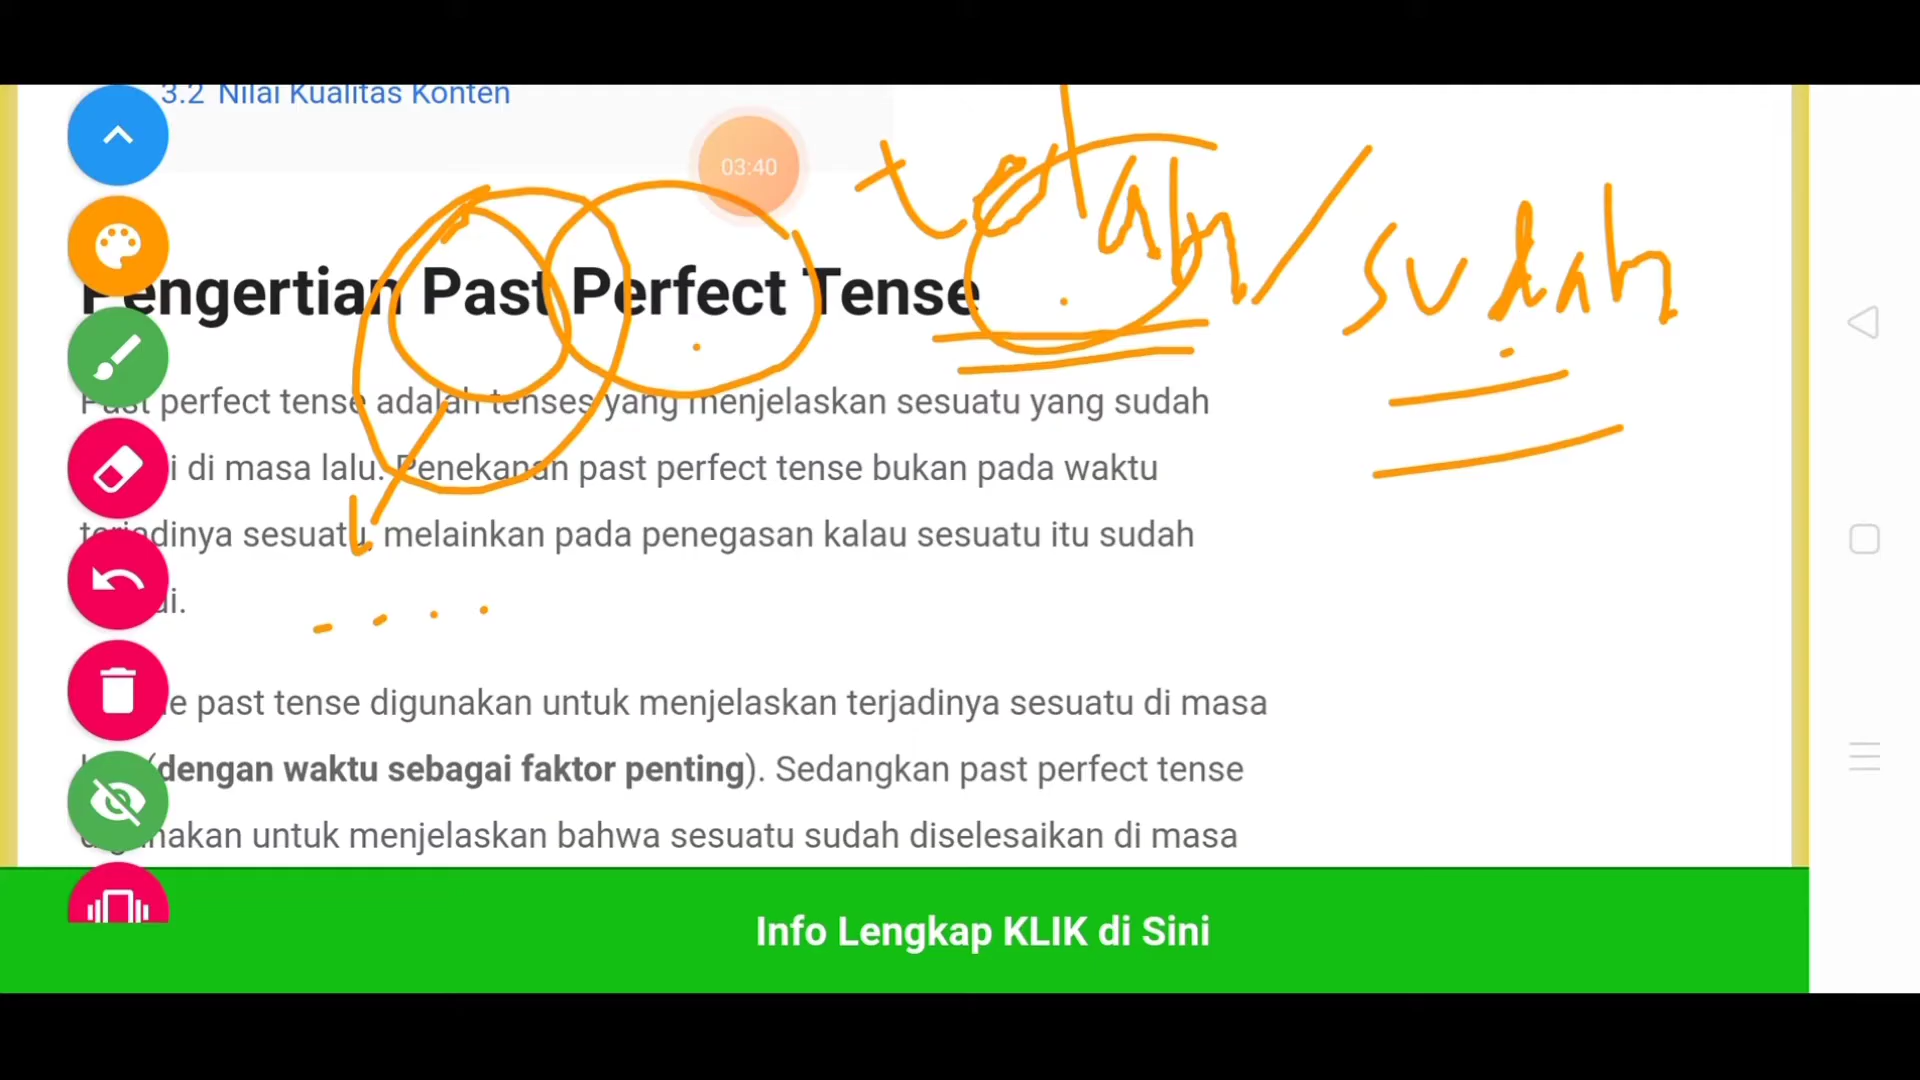 3.2 Nilai Kualitas Konten
03:40
telah/sudah
Pengertian Past Perfect Tense
Past perfect tense adalah tenses yang menjelaskan sesuatu yang sudah
di masa lalu. Penekanan past perfect tense bukan pada waktu
terjadinya sesuatu, melainkan pada penegasan kalau sesuatu itu sudah
past tense digunakan untuk menjelaskan terjadinya sesuatu di masa
(dengan waktu sebagai faktor penting). Sedangkan past perfect tense
digunakan untuk menjelaskan bahwa sesuatu sudah diselesaikan di masa
Info Lengkap KLIK di Sini